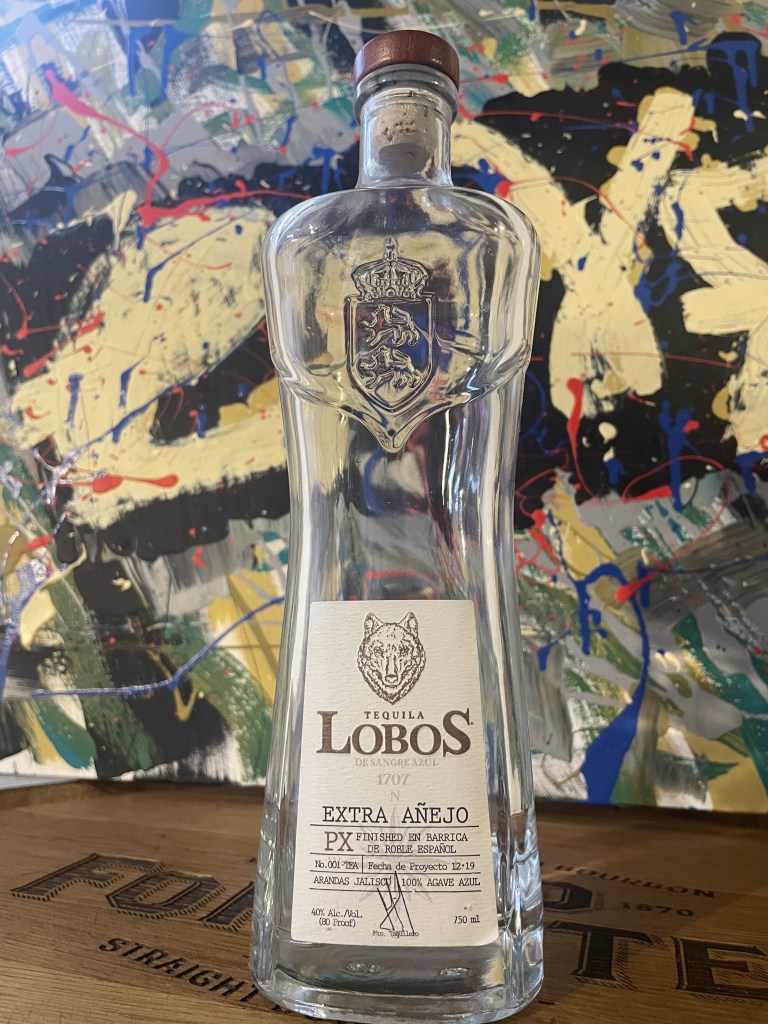 TEQUILA
LOBOS
DE SANGRE AZUL
1707
N
EXTRA AÑEJO
PX FINISHED EN BARRICA
DE ROBLE ESPAÑOL
No.001-TEA Fecha de Proyecto 12·19
ARANDAS JALISCO 100% AGAVE AZUL
40% Alc./Vol.
(80 Proof)
750 ml
Mto. Tequilero
BOURBON
1870
STRAIGHT